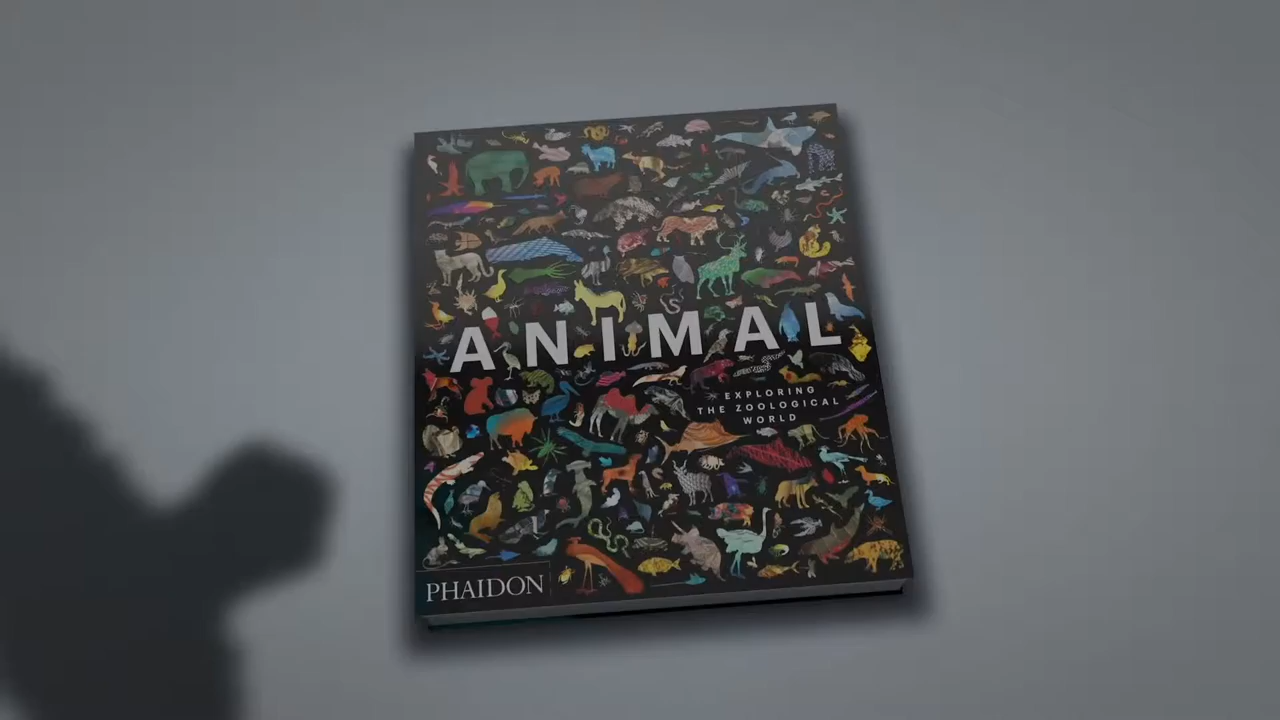 ANIMAL
EXPLORING
THE ZOOLOGICAL
WORLD
PHAIDON